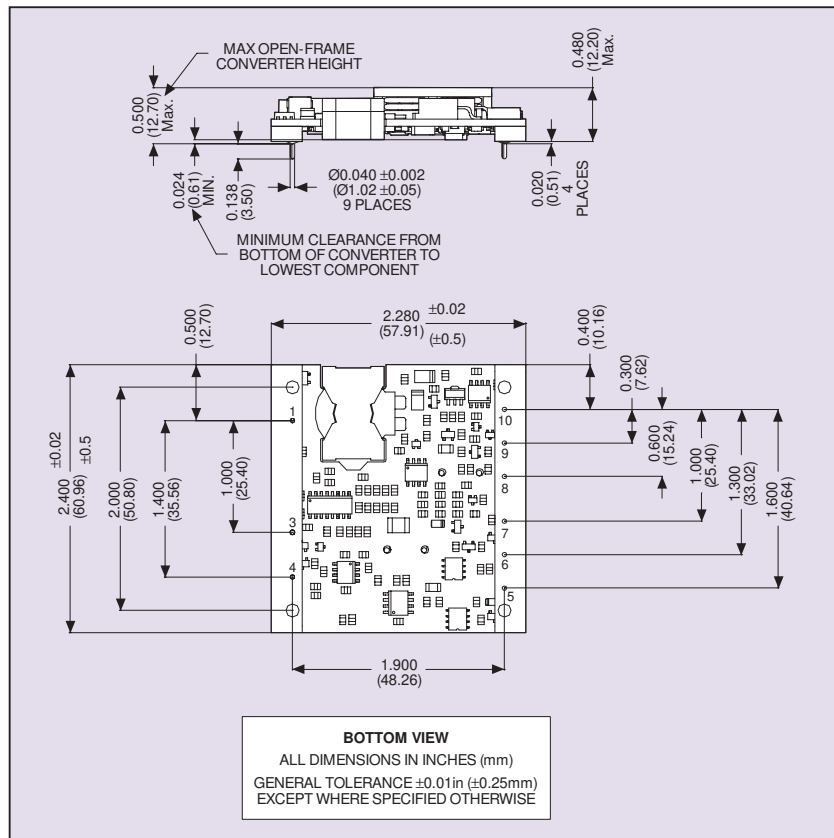 MAX OPEN-FRAME
CONVERTER HEIGHT
0.480
(12.20)
Max.
0.500
(12.70)
Max.
0.024
(0.61)
MIN.
0.138
(3.50)
Ø0.040 ±0.002
(Ø1.02 ±0.05)
9 PLACES
0.020
(0.51)
4
PLACES
MINIMUM CLEARANCE FROM
BOTTOM OF CONVERTER TO
LOWEST COMPONENT
0.500
(12.70)
2.280 ±0.02
(57.91) (±0.5)
0.400
(10.16)
0.300
(7.62)
2.400 ±0.02
(60.96) ±0.5
2.000
(50.80)
1.400
(35.56)
1.000
(25.40)
1
3
4
10
9
8
7
6
5
0.600
(15.24)
1.000
(25.40)
1.300
(33.02)
1.600
(40.64)
1.900
(48.26)
BOTTOM VIEW
ALL DIMENSIONS IN INCHES (mm)
GENERAL TOLERANCE ±0.01in (±0.25mm)
EXCEPT WHERE SPECIFIED OTHERWISE